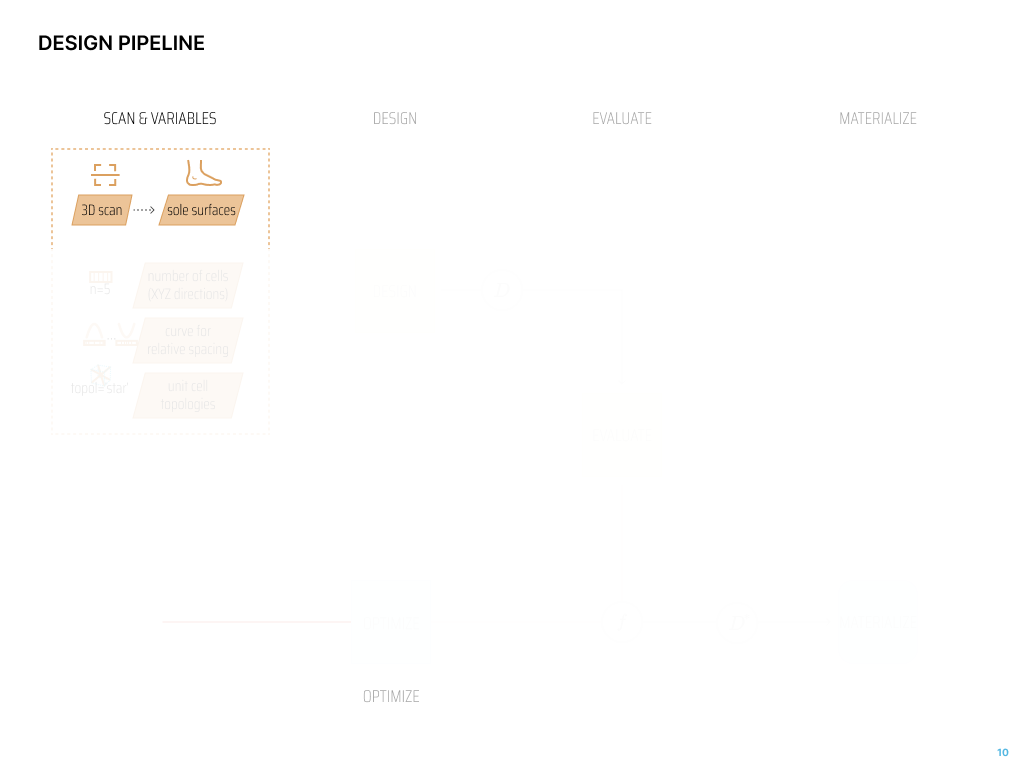 DESIGN PIPELINE
SCAN & VARIABLES
DESIGN
EVALUATE
MATERIALIZE
3D scan
sole surfaces
n=5
number of cells
(XYZ directions)
curve for
relative spacing
topol='star'
unit cell
topologies
OPTIMIZE
10